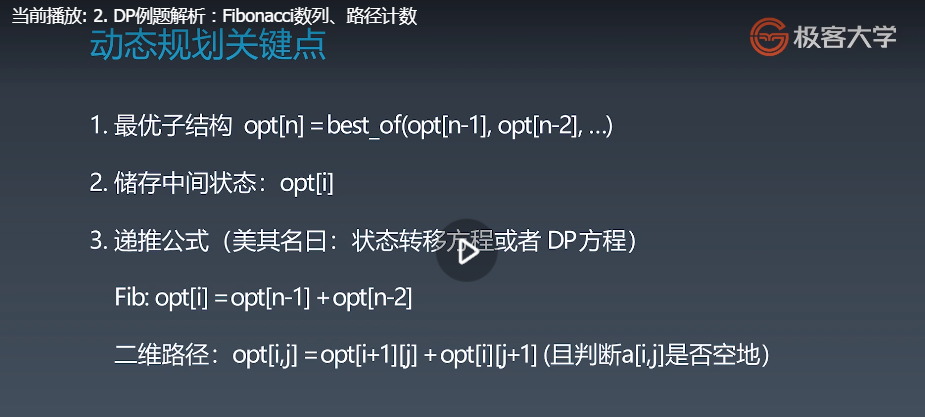 当前播放: 2. DP例题解析：Fibonacci数列、路径计数
动态规划关键点
极客大学
1. 最优子结构 opt[n] = best_of(opt[n-1], opt[n-2], …)
2. 储存中间状态：opt[i]
3. 递推公式（美其名曰：状态转移方程或者 DP方程）
Fib: opt[i] = opt[n-1] + opt[n-2]
二维路径：opt[i,j] = opt[i+1][j] + opt[i][j+1] (且判断a[i,j]是否空地）